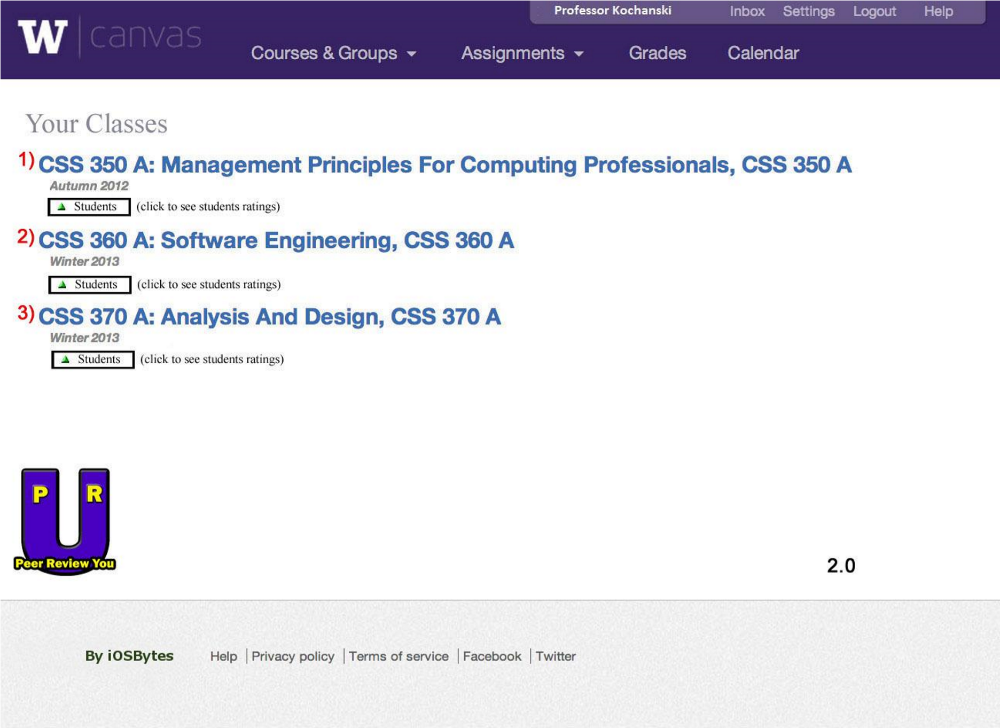 Professor Kochanski Inbox Settings Logout Help
W canvas
Courses & Groups Assignments Grades Calendar
Your Classes
1) CSS 350 A: Management Principles For Computing Professionals, CSS 350 A
Autumn 2012
Students (click to see students ratings)
2) CSS 360 A: Software Engineering, CSS 360 A
Winter 2013
Students (click to see students ratings)
3) CSS 370 A: Analysis And Design, CSS 370 A
Winter 2013
Students (click to see students ratings)
P R
U
Peer Review You
2.0
By iOSBytes Help Privacy policy Terms of service Facebook Twitter